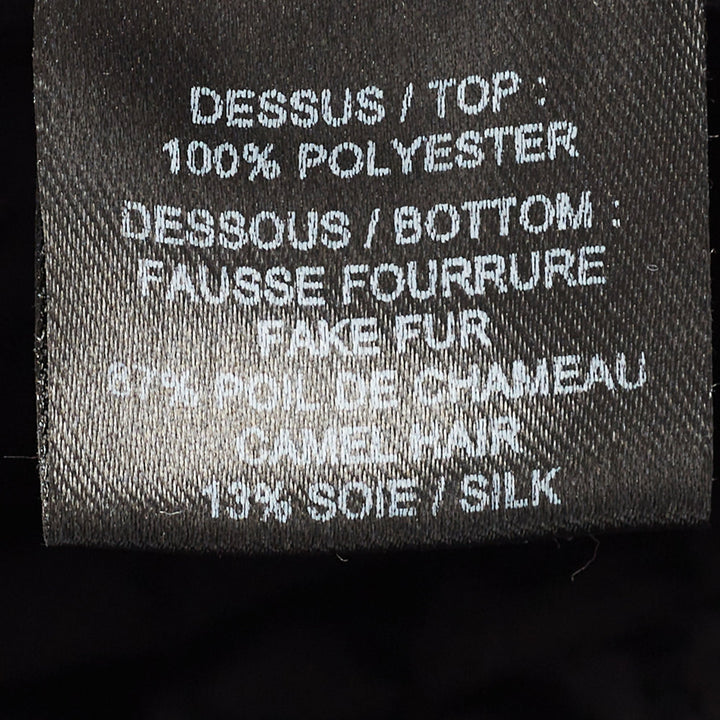 DESSUS / TOP :
100% POLYESTER
DESSOUS / BOTTOM :
FAUSSE FOURRURE
FAKE FUR
87% POIL DE CHAMEAU
CAMEL HAIR
13% SOIE / SILK